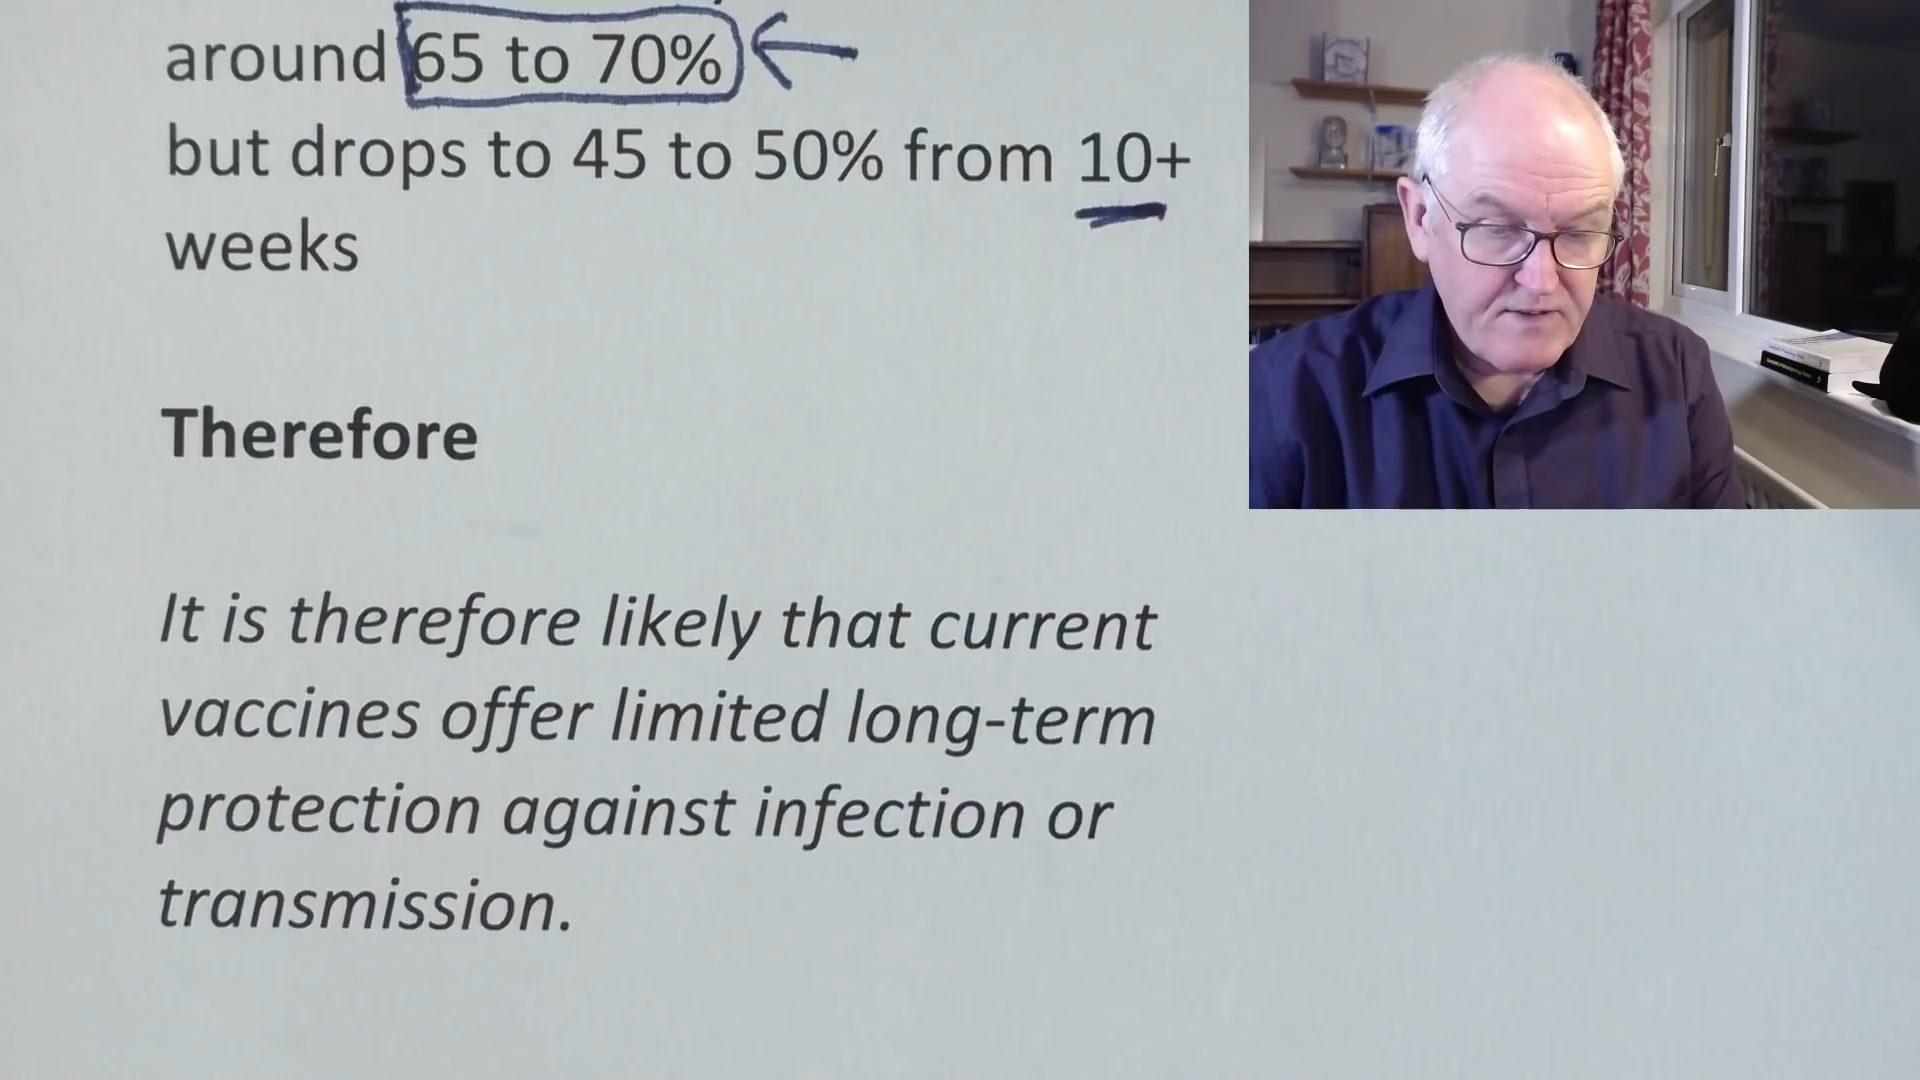 around 65 to 70%
but drops to 45 to 50% from 10+
weeks
Therefore
It is therefore likely that current
vaccines offer limited long-term
protection against infection or
transmission.